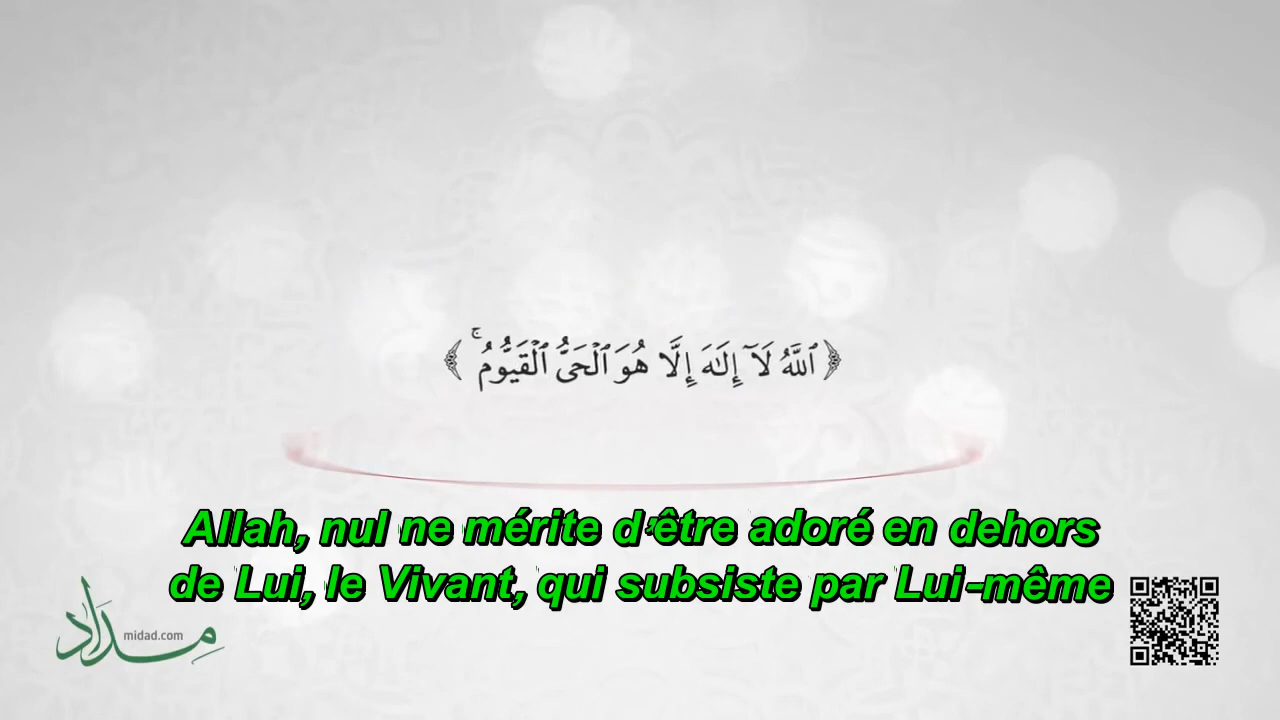 ﴿ٱللَّهُ لَآ إِلَٰهَ إِلَّا هُوَ ٱلْحَىُّ ٱلْقَيُّومُ ۚ﴾
Allah, nul ne mérite d’être adoré en dehors
de Lui, le Vivant, qui subsiste par Lui-même
مداد
midad.com